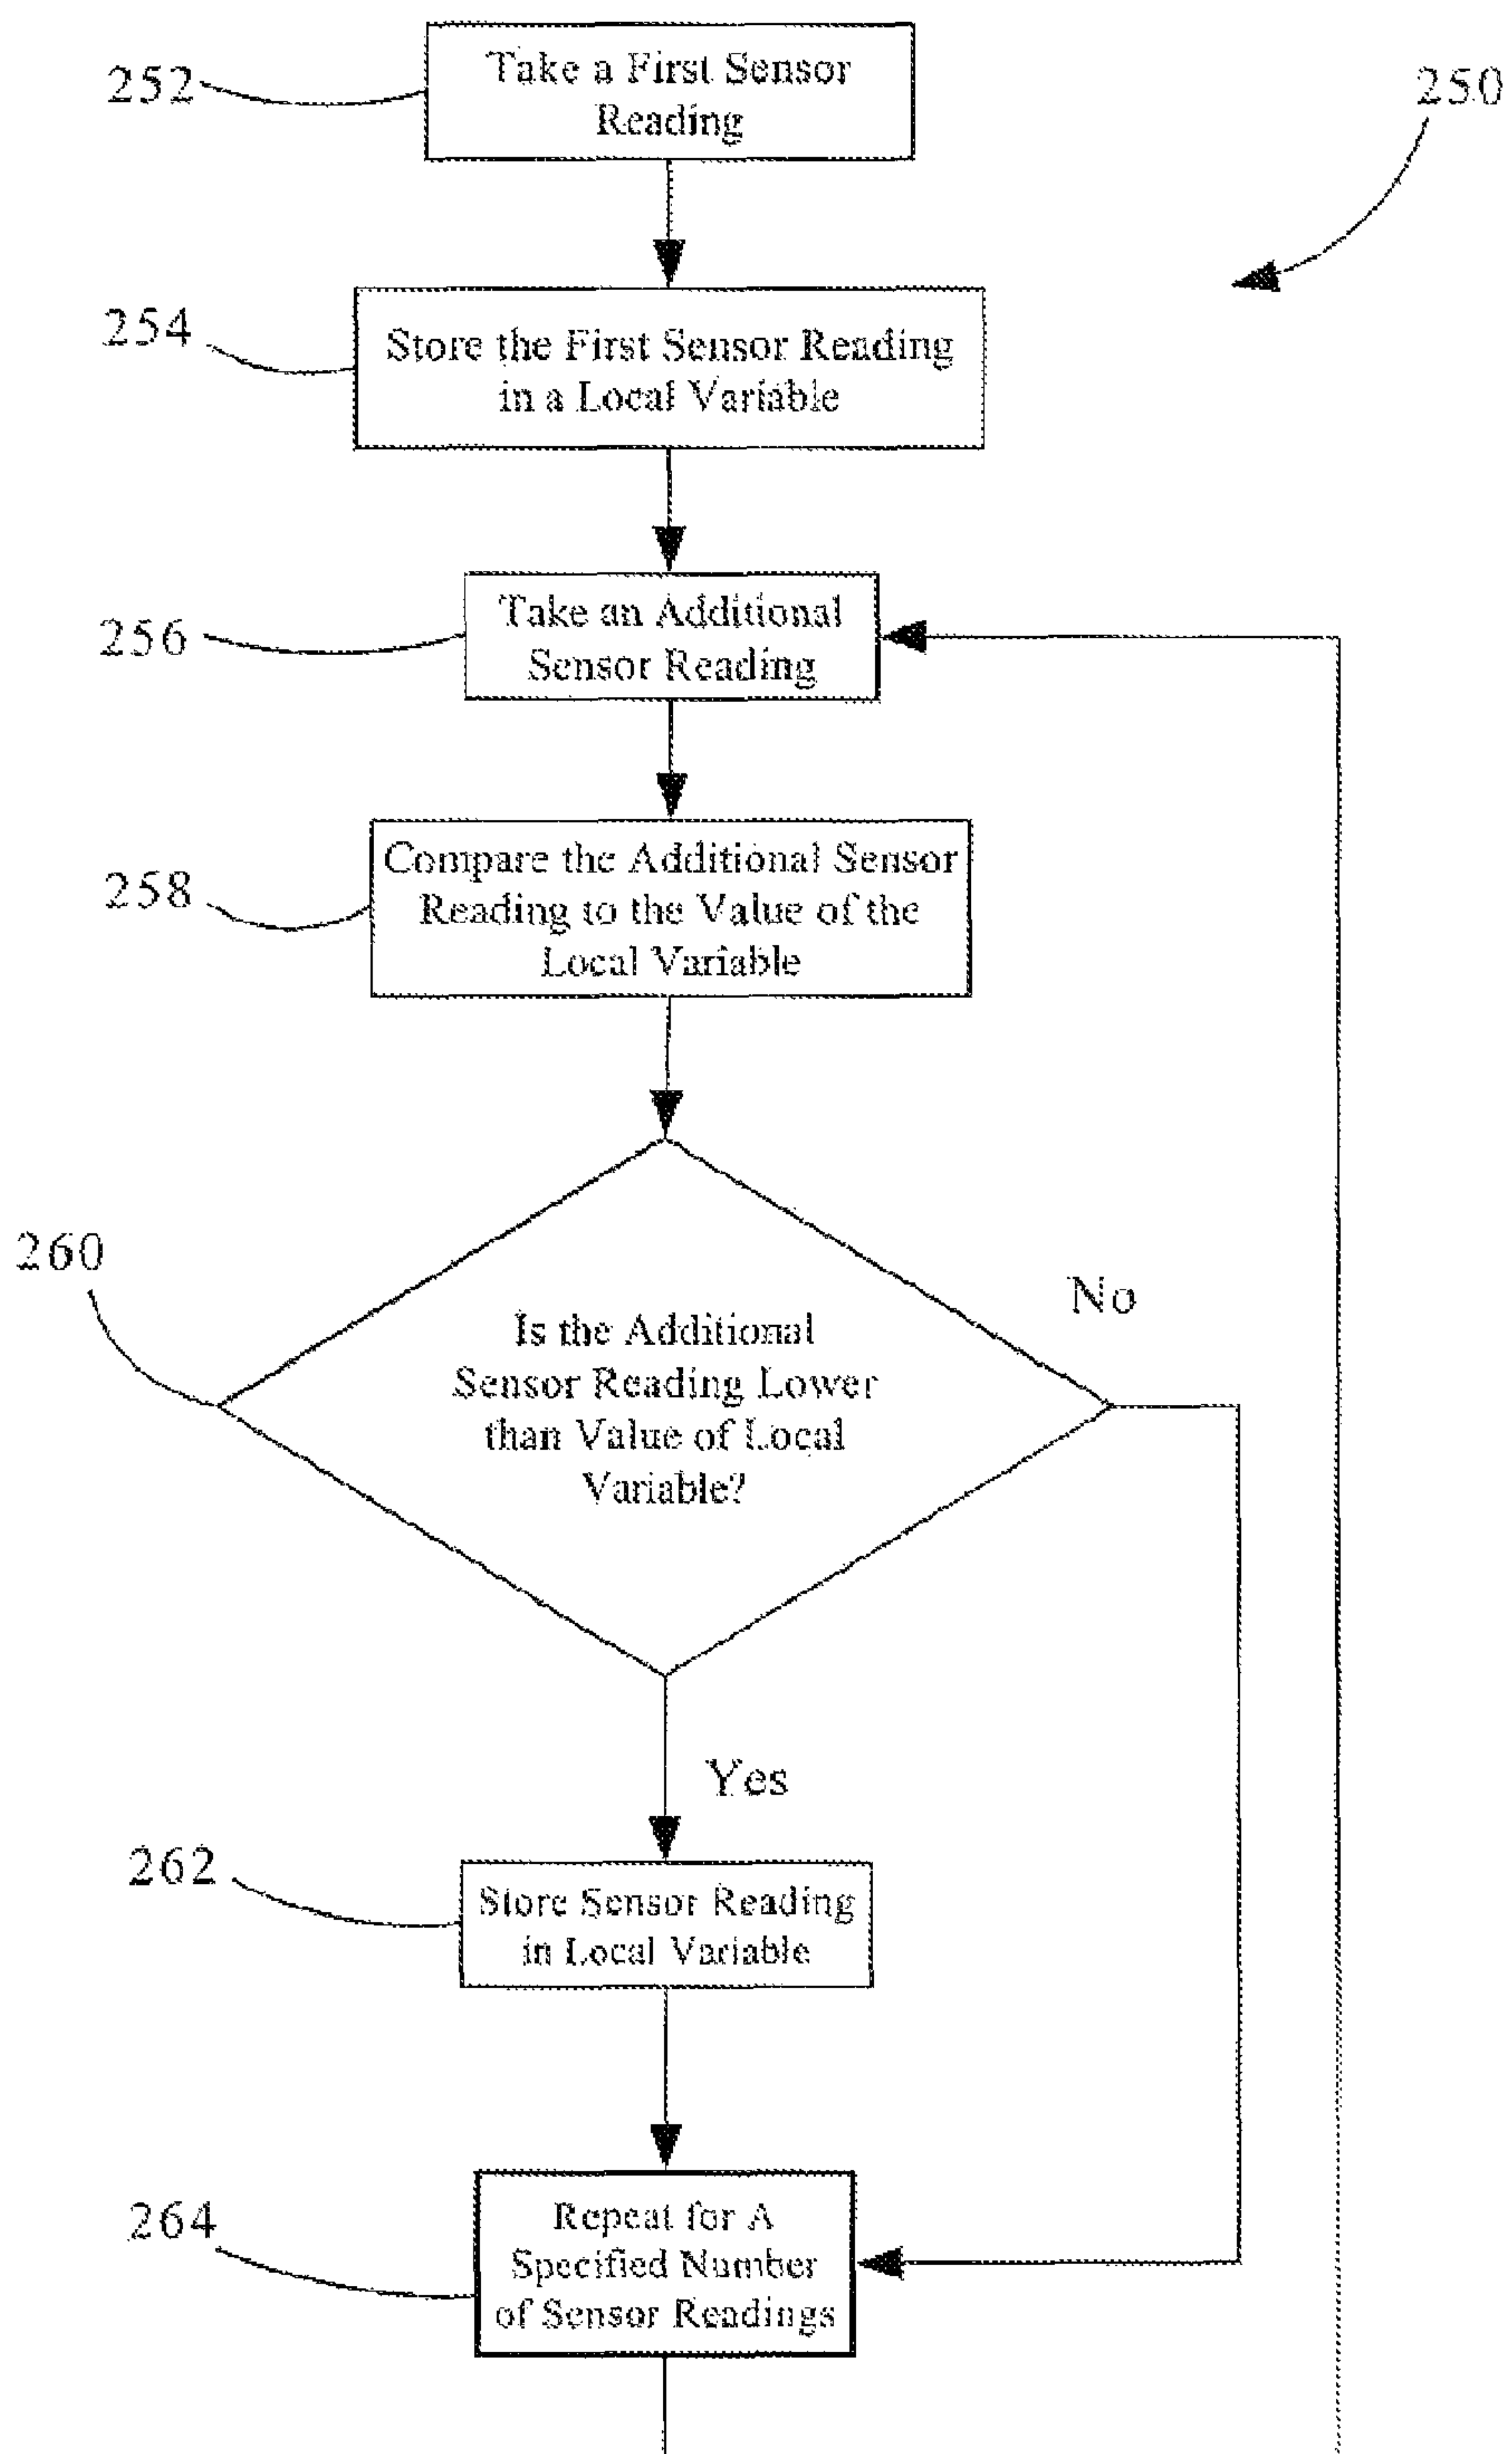 252
Take a First Sensor
Reading
250
254
Store the First Sensor Reading
in a Local Variable
256
Take an Additional
Sensor Reading
258
Compare the Additional Sensor
Reading to the Value of the
Local Variable
260
Is the Additional
Sensor Reading Lower
than Value of Local
Variable?
No
Yes
262
Store Sensor Reading
in Local Variable
264
Repeat for A
Specified Number
of Sensor Readings